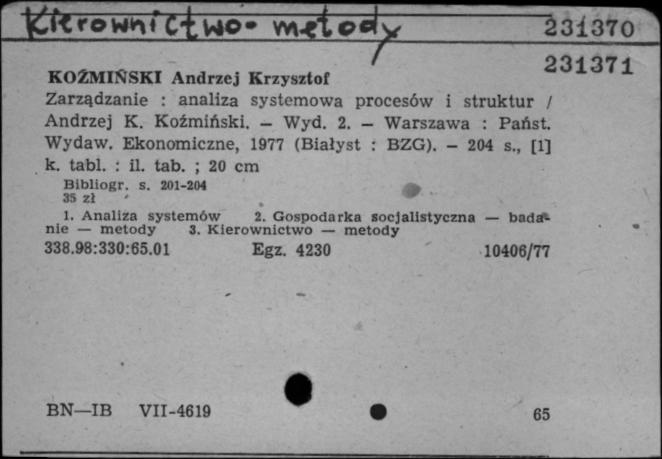 Kierownictwo - metody
231370
231371
KOŹMIŃSKI Andrzej Krzysztof
Zarządzanie : analiza systemowa procesów i struktur /
Andrzej K. Koźmiński. — Wyd. 2. — Warszawa : Państ.
Wydaw. Ekonomiczne, 1977 (Białyst : BZG). — 204 s., [1]
k. tabl. : il. tab. ; 20 cm
Bibliogr. s. 201-204
35 zł
1. Analiza systemów 2. Gospodarka socjalistyczna — bada-
nie — metody 3. Kierownictwo — metody
338.98:330:65.01 Egz. 4230 10406/77
BN—IB VII-4619 65